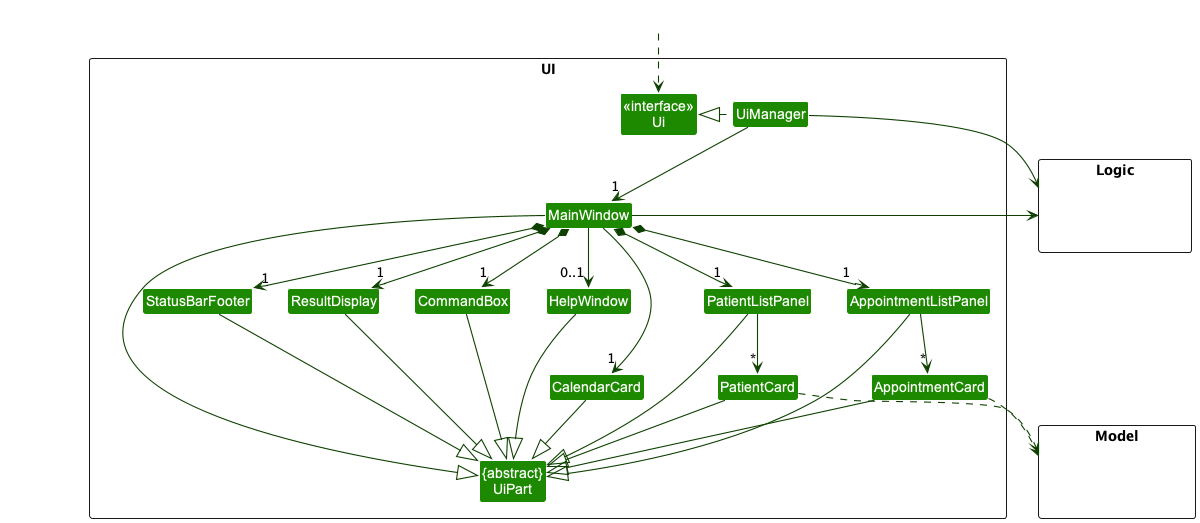 UI
«interface»
Ui
UiManager
Logic
1
MainWindow
1
1
1
0..1
1
1
StatusBarFooter
ResultDisplay
CommandBox
HelpWindow
PatientListPanel
AppointmentListPanel
1
*
*
CalendarCard
PatientCard
AppointmentCard
Model
{abstract}
UiPart